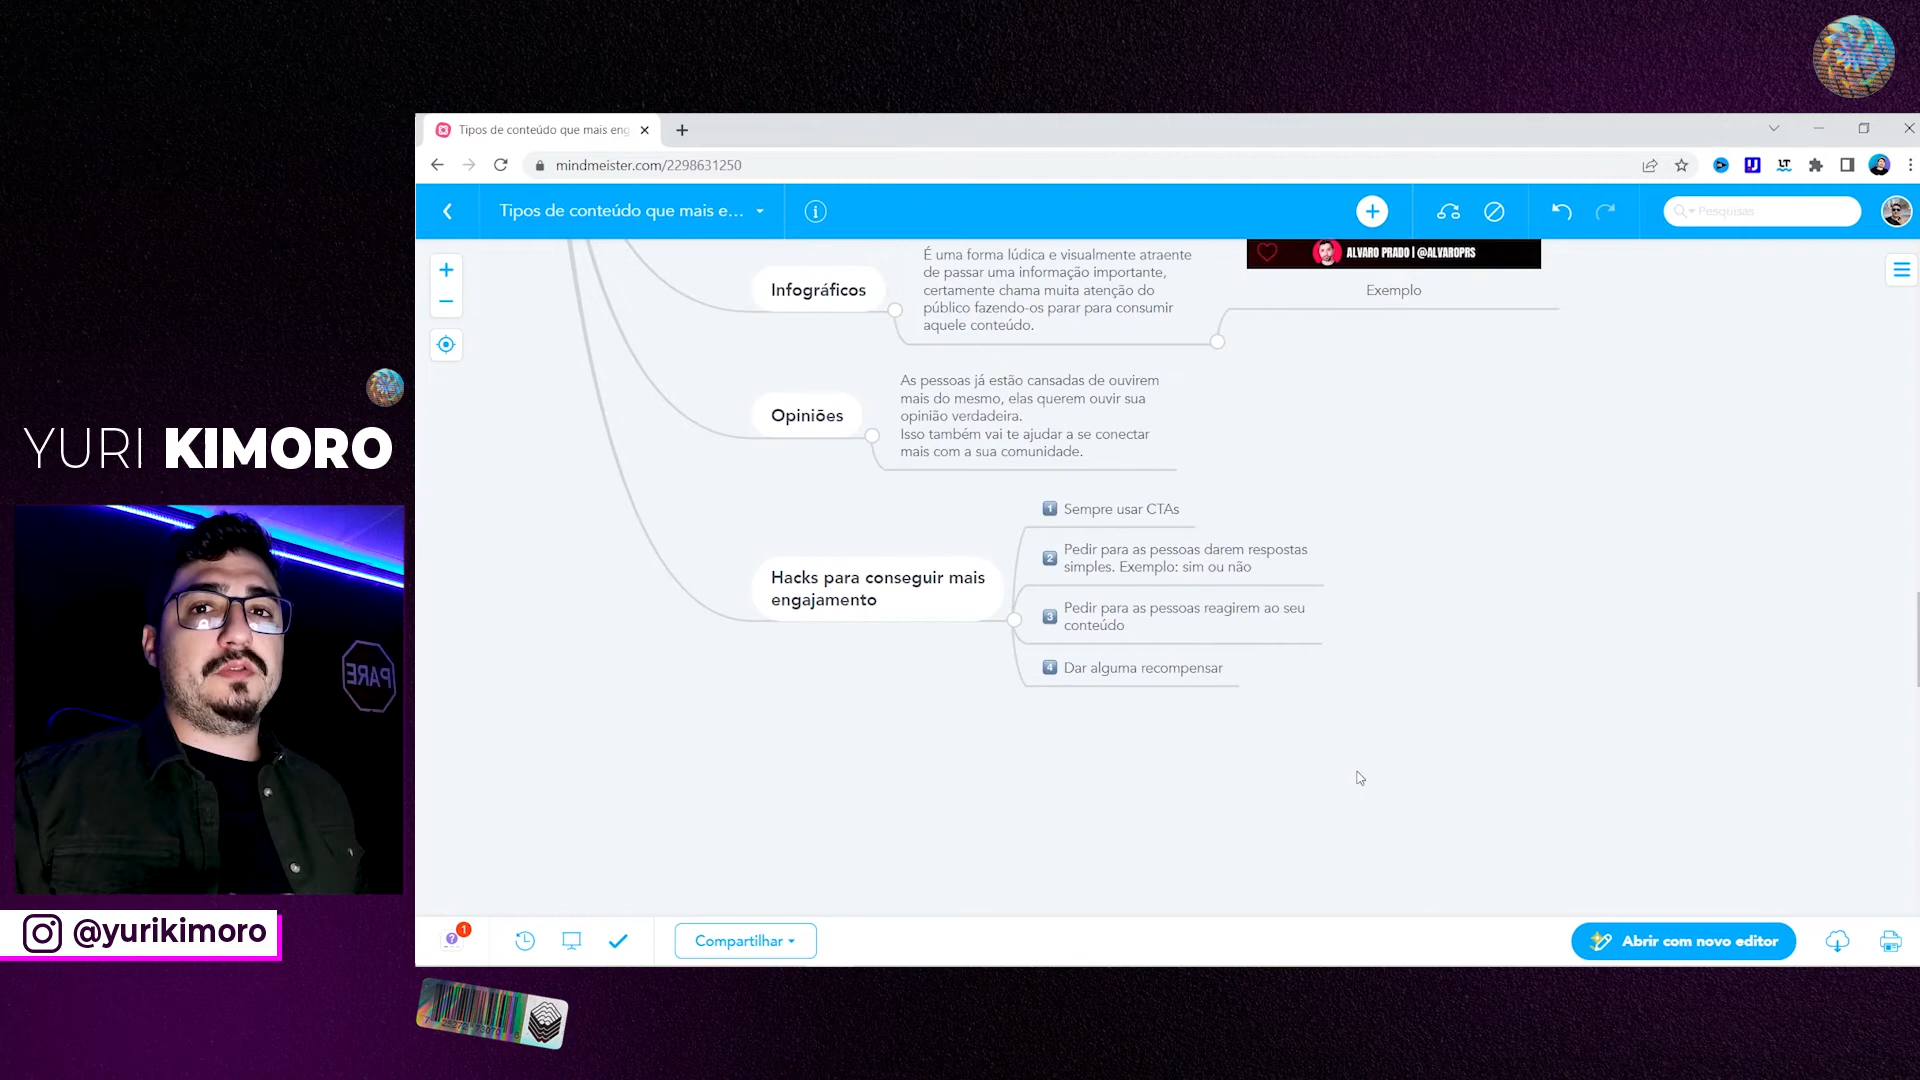 Tipos de conteúdo que mais eng
mindmeister.com/2298631250
Tipos de conteúdo que mais e...
Pesquisas
É uma forma lúdica e visualmente atraente
de passar uma informação importante,
certamente chama muita atenção do
público fazendo-os parar para consumir
aquele conteúdo.
Infográficos
ALVARO PRADO | @ALVAROPRS
Exemplo
As pessoas já estão cansadas de ouvirem
mais do mesmo, elas querem ouvir sua
opinião verdadeira.
Isso também vai te ajudar a se conectar
mais com a sua comunidade.
Opiniões
Hacks para conseguir mais
engajamento
1 Sempre usar CTAs
2 Pedir para as pessoas darem respostas
simples. Exemplo: sim ou não
3 Pedir para as pessoas reagirem ao seu
conteúdo
4 Dar alguma recompensar
YURI KIMORO
PARE
@yurikimoro
1
Compartilhar
Abrir com novo editor